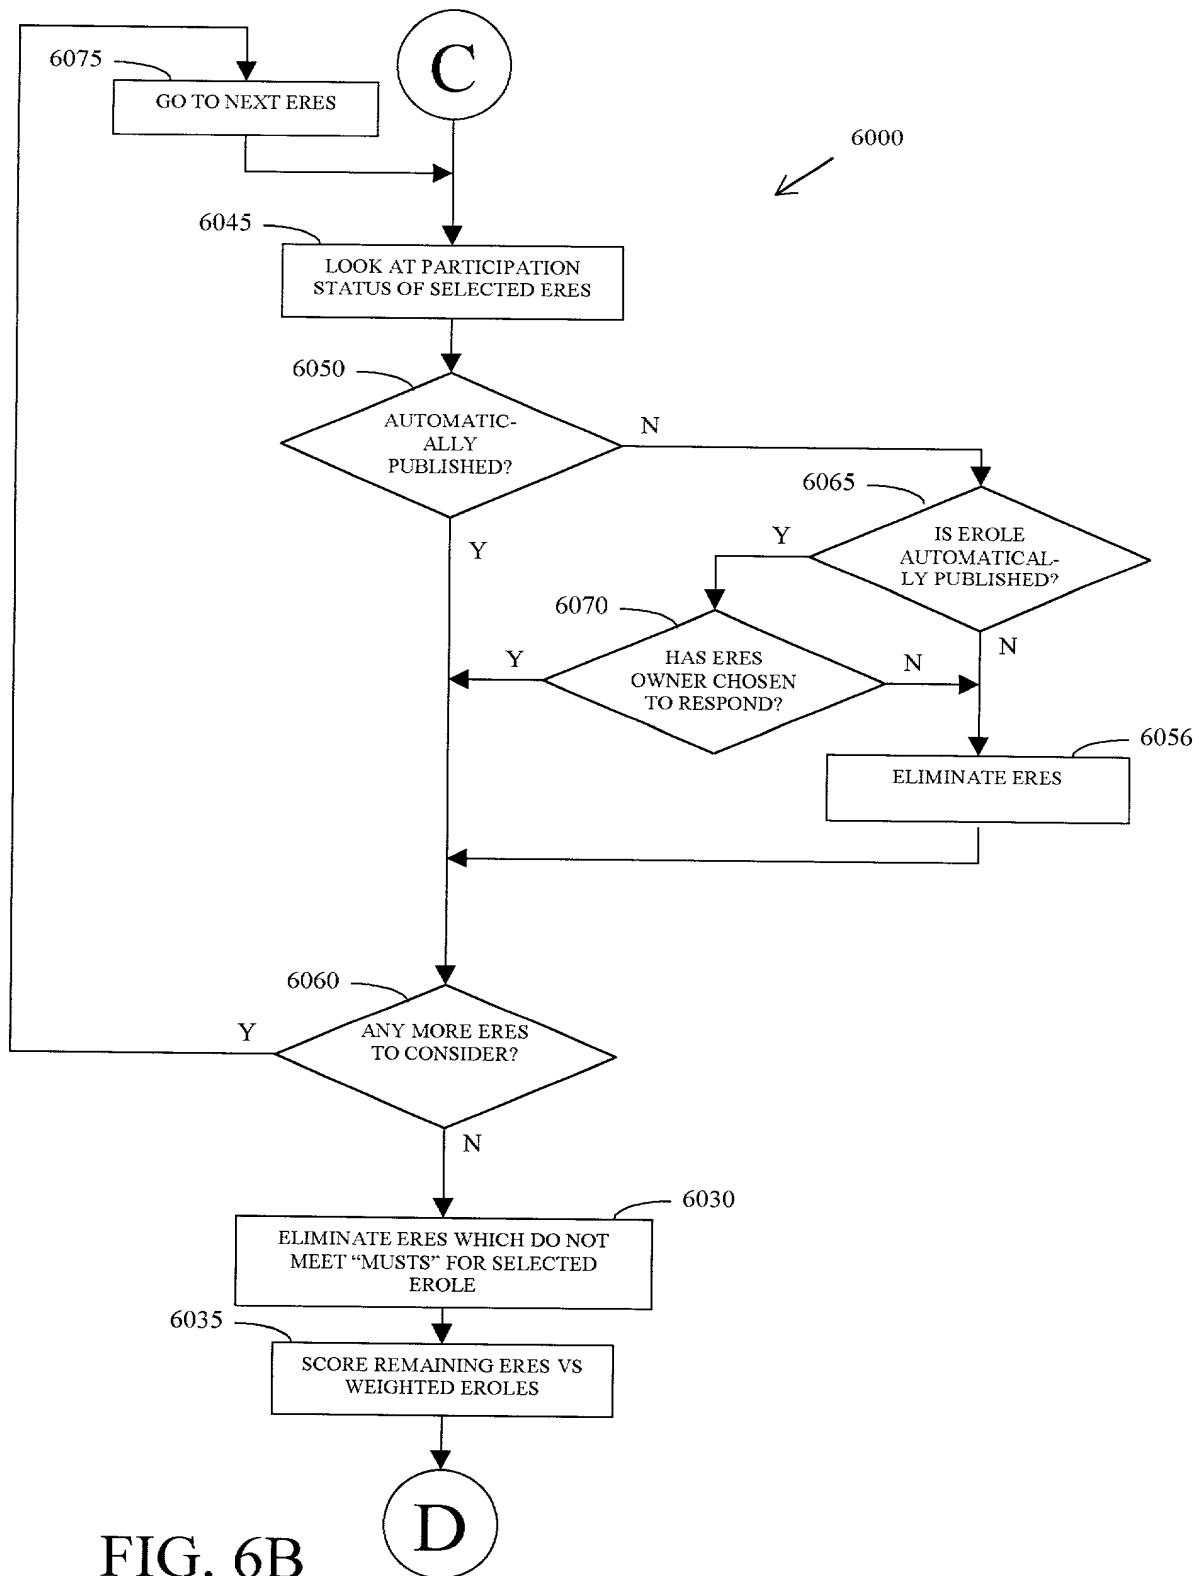 C
6075
GO TO NEXT ERES
6000
6045
LOOK AT PARTICIPATION
STATUS OF SELECTED ERES
6050
AUTOMATIC-
ALLY
PUBLISHED?
N
Y
6065
IS EROLE
AUTOMATICAL-
LY PUBLISHED?
Y
N
6070
HAS ERES
OWNER CHOSEN
TO RESPOND?
Y
N
6056
ELIMINATE ERES
6060
ANY MORE ERES
TO CONSIDER?
Y
N
6030
ELIMINATE ERES WHICH DO NOT
MEET “MUSTS” FOR SELECTED
EROLE
6035
SCORE REMAINING ERES VS
WEIGHTED EROLES
D
FIG. 6B